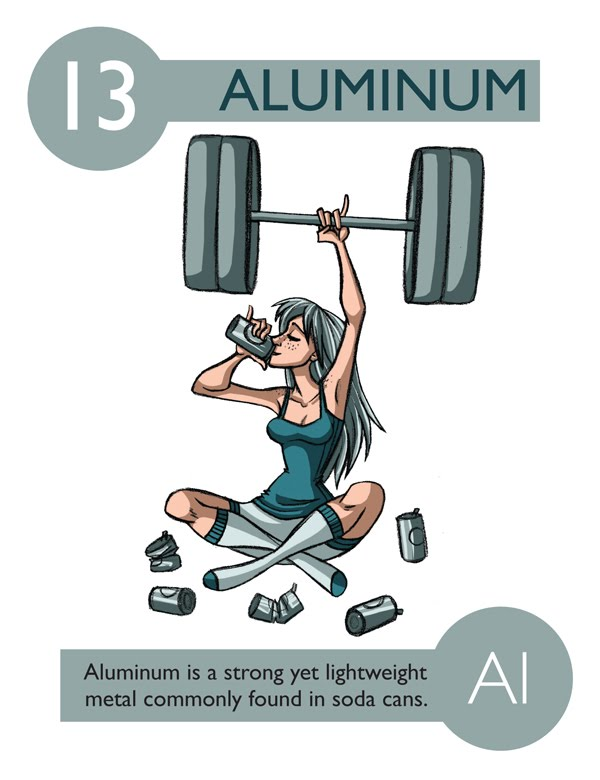 13
ALUMINUM
Aluminum is a strong yet lightweight
metal commonly found in soda cans.
Al